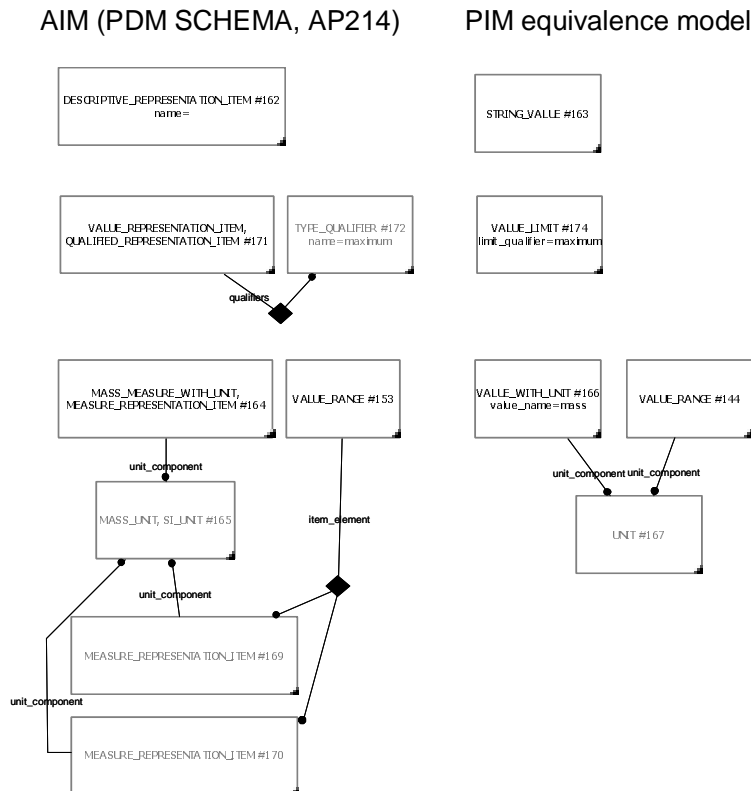 AIM (PDM SCHEMA, AP214)
PIM equivalence model
DESCRIPTIVE_REPRESENTATION_ITEM #162
name=
STRING_VALUE #163
VALUE_REPRESENTATION_ITEM,
QUALIFIED_REPRESENTATION_ITEM #171
TYPE_QUALIFIER #172
name=maximum
VALUE_LIMIT #174
limit_qualifier=maximum
qualifiers
MASS_MEASURE_WITH_UNIT,
MEASURE_REPRESENTATION_ITEM #164
VALUE_RANGE #153
VALUE_WITH_UNIT #166
value_name=mass
VALUE_RANGE #144
unit_component
unit_component
unit_component
MASS_UNIT, SI_UNIT #165
item_element
UNIT #167
unit_component
MEASURE_REPRESENTATION_ITEM #169
unit_component
MEASURE_REPRESENTATION_ITEM #170